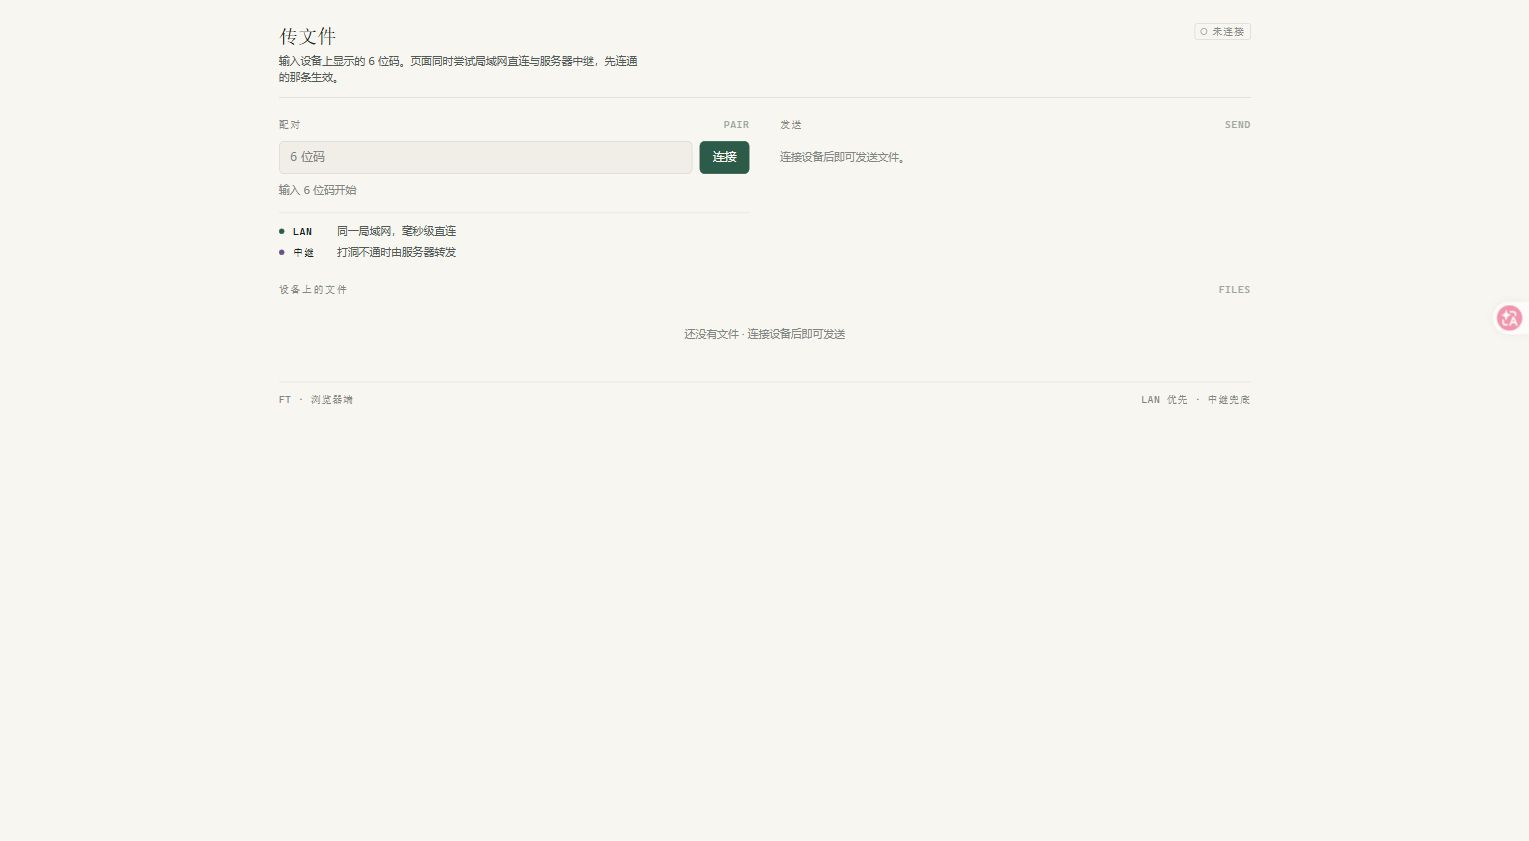 传文件
未连接
输入设备上显示的 6 位码。页面同时尝试局域网直连与服务器中继，先连通
的那条生效。
配对
PAIR
6 位码
连接
输入 6 位码开始
LAN 同一局域网，毫秒级直连
中继 打洞不通时由服务器转发
发送
SEND
连接设备后即可发送文件。
设备上的文件
FILES
还没有文件 · 连接设备后即可发送
FT · 浏览器端
LAN 优先 · 中继兜底